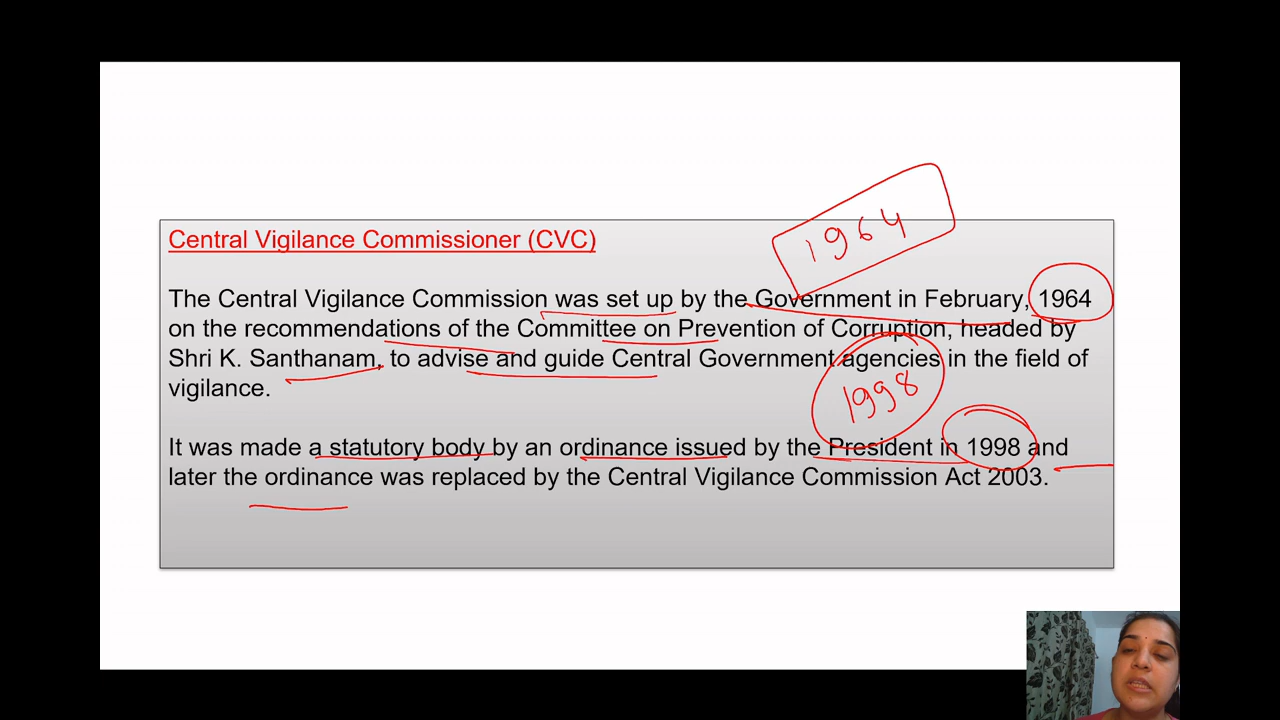 1964
Central Vigilance Commissioner (CVC)
The Central Vigilance Commission was set up by the Government in February, 1964
on the recommendations of the Committee on Prevention of Corruption, headed by
Shri K. Santhanam, to advise and guide Central Government agencies in the field of
vigilance.
1998
It was made a statutory body by an ordinance issued by the President in 1998 and
later the ordinance was replaced by the Central Vigilance Commission Act 2003.